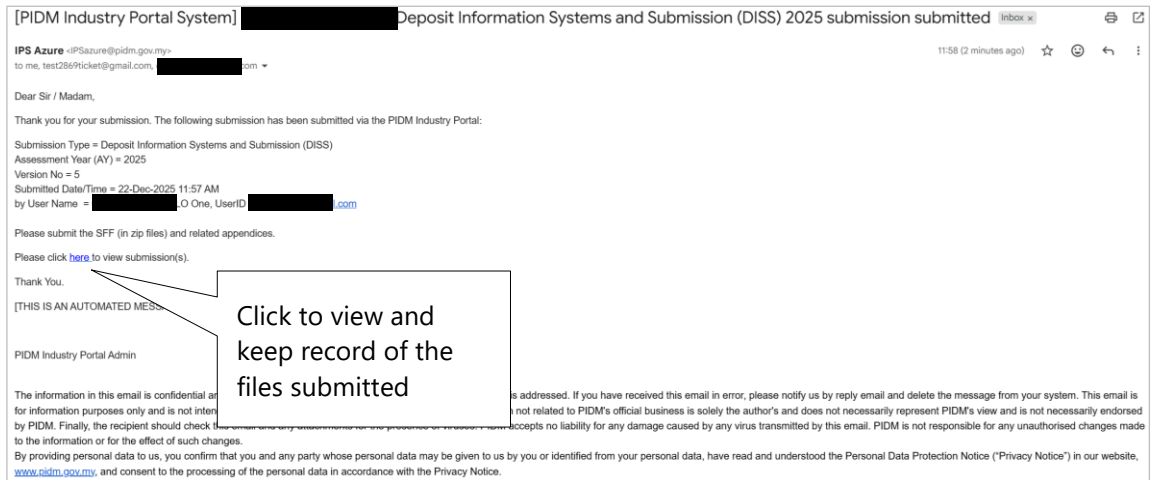 [PIDM Industry Portal System] Deposit Information Systems and Submission (DISS) 2025 submission submitted Inbox x
IPS Azure <IPSazure@pidm.gov.my> 11:58 (2 minutes ago)
to me, test2869ticket@gmail.com, com
Dear Sir / Madam,
Thank you for your submission. The following submission has been submitted via the PIDM Industry Portal:
Submission Type = Deposit Information Systems and Submission (DISS)
Assessment Year (AY) = 2025
Version No = 5
Submitted Date/Time = 22-Dec-2025 11:57 AM
by User Name = LO One, UserID .com
Please submit the SFF (in zip files) and related appendices.
Please click here to view submission(s).
Thank You.
[THIS IS AN AUTOMATED
Click to view and
keep record of the
files submitted
PIDM Industry Portal Admin
The information in this email is confidential is addressed. If you have received this email in error, please notify us by reply email and delete the message from your system. This email is
for information purposes only and is not not related to PIDM's official business is solely the author's and does not necessarily represent PIDM's view and is not necessarily endorsed
by PIDM. Finally, the recipient should check this email and any attachments for the presence of viruses. PIDM accepts no liability for any damage caused by any virus transmitted by this email. PIDM is not responsible for any unauthorised changes made
to the information or for the effect of such changes.
By providing personal data to us, you confirm that you and any party whose personal data may be given to us by you or identified from your personal data, have read and understood the Personal Data Protection Notice ("Privacy Notice") in our website,
www.pidm.gov.my, and consent to the processing of the personal data in accordance with the Privacy Notice.